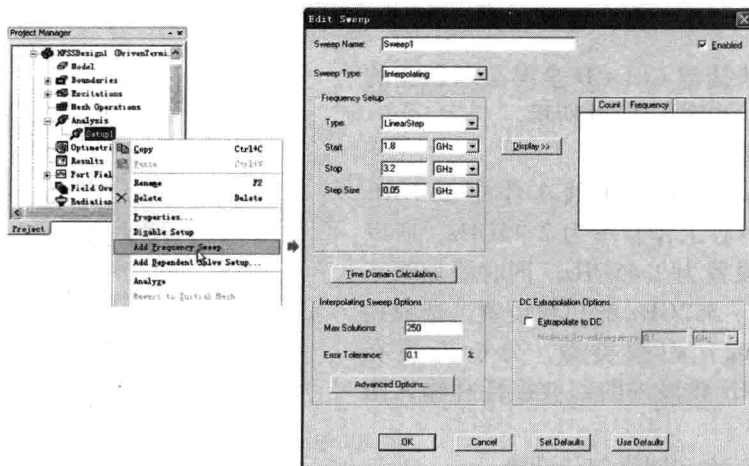 Project Manager
HFSSDesign1 (DrivenTermi
Model
Boundaries
Excitations
Mesh Operations
Analysis
Setup1
Optimetri
Results
Port Fiel
Field Ove
Radiation
Project
Copy Ctrl+C
Paste Ctrl+V
Rename F2
Delete Delete
Properties...
Disable Setup
Add Frequency Sweep
Add Dependent Solve Setup...
Analyze
Revert to Initial Mesh
Edit Sweep
Sweep Name: Sweep1
Enabled
Sweep Type: Interpolating
Frequency Setup
Type: LinearStep
Start 1.8 GHz
Stop 3.2 GHz
Step Size 0.05 GHz
Display >>
Count Frequency
Time Domain Calculation...
Interpolating Sweep Options
Max Solutions: 250
Error Tolerance: 0.1 %
Advanced Options...
DC Extrapolation Options
Extrapolate to DC
0.1 GHz
OK Cancel Set Defaults Use Defaults